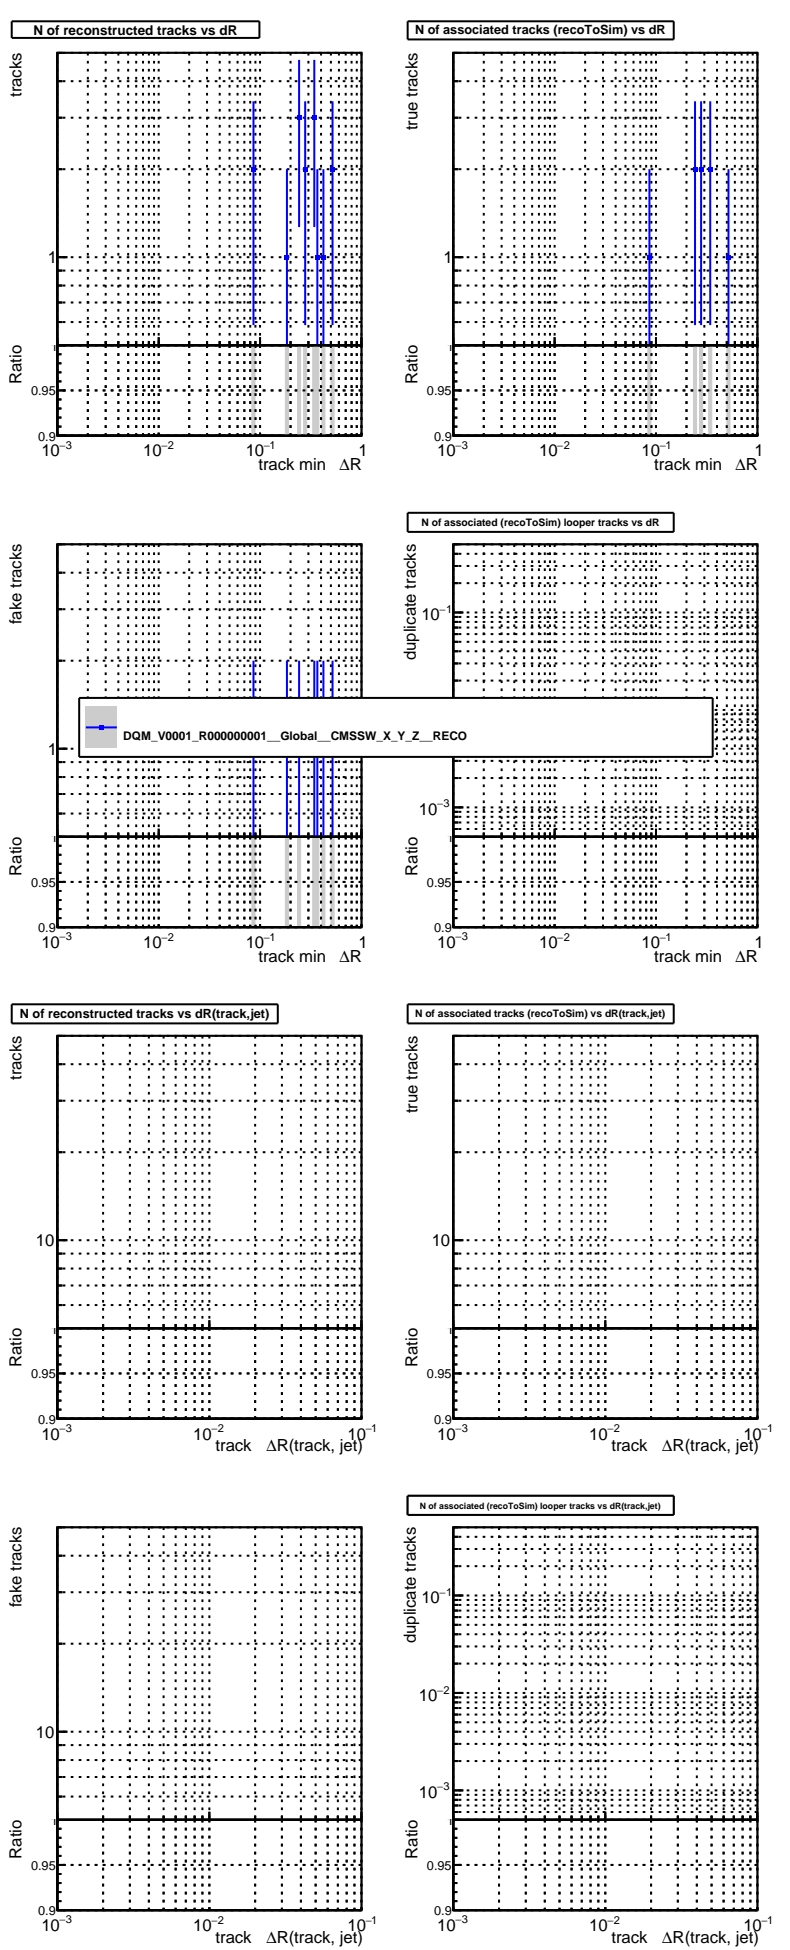 N of reconstructed tracks vs dR
tracks
1
Ratio
0.95
0.9
10−3
10−2
10−1
1
track min ΔR
N of associated tracks (recoToSim) vs dR
true tracks
1
Ratio
0.95
0.9
10−3
10−2
10−1
1
track min ΔR
fake tracks
1
Ratio
0.95
0.9
10−3
10−2
10−1
1
track min ΔR
N of associated (recoToSim) looper tracks vs dR
duplicate tracks
10−1
10−3
Ratio
0.95
0.9
10−3
10−2
10−1
1
track min ΔR
DQM_V0001_R000000001__Global__CMSSW_X_Y_Z__RECO
N of reconstructed tracks vs dR(track,jet)
tracks
10
Ratio
0.95
0.9
10−3
10−2
10−1
track ΔR(track, jet)
N of associated tracks (recoToSim) vs dR(track,jet)
true tracks
10
Ratio
0.95
0.9
10−3
10−2
10−1
track ΔR(track, jet)
fake tracks
10
Ratio
0.95
0.9
10−3
10−2
10−1
track ΔR(track, jet)
N of associated (recoToSim) looper tracks vs dR(track,jet)
duplicate tracks
10−1
10−2
10−3
Ratio
0.95
0.9
10−3
10−2
10−1
track ΔR(track, jet)